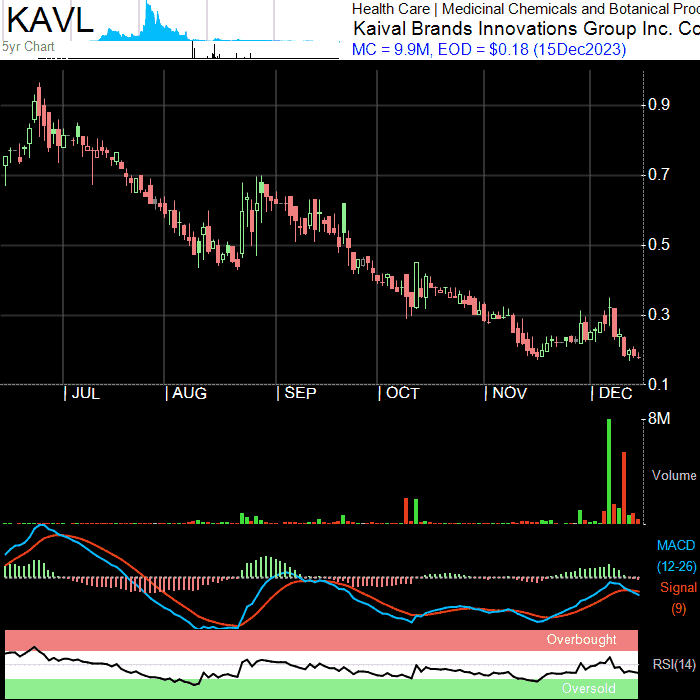 KAVL
5yr Chart
Health Care | Medicinal Chemicals and Botanical Proc
Kaival Brands Innovations Group Inc. Co
MC = 9.9M, EOD = $0.18 (15Dec2023)
0.9
0.7
0.5
0.3
0.1
| JUL | AUG | SEP | OCT | NOV | DEC
8M
Volume
MACD
(12-26)
Signal
(9)
Overbought
RSI(14)
Oversold